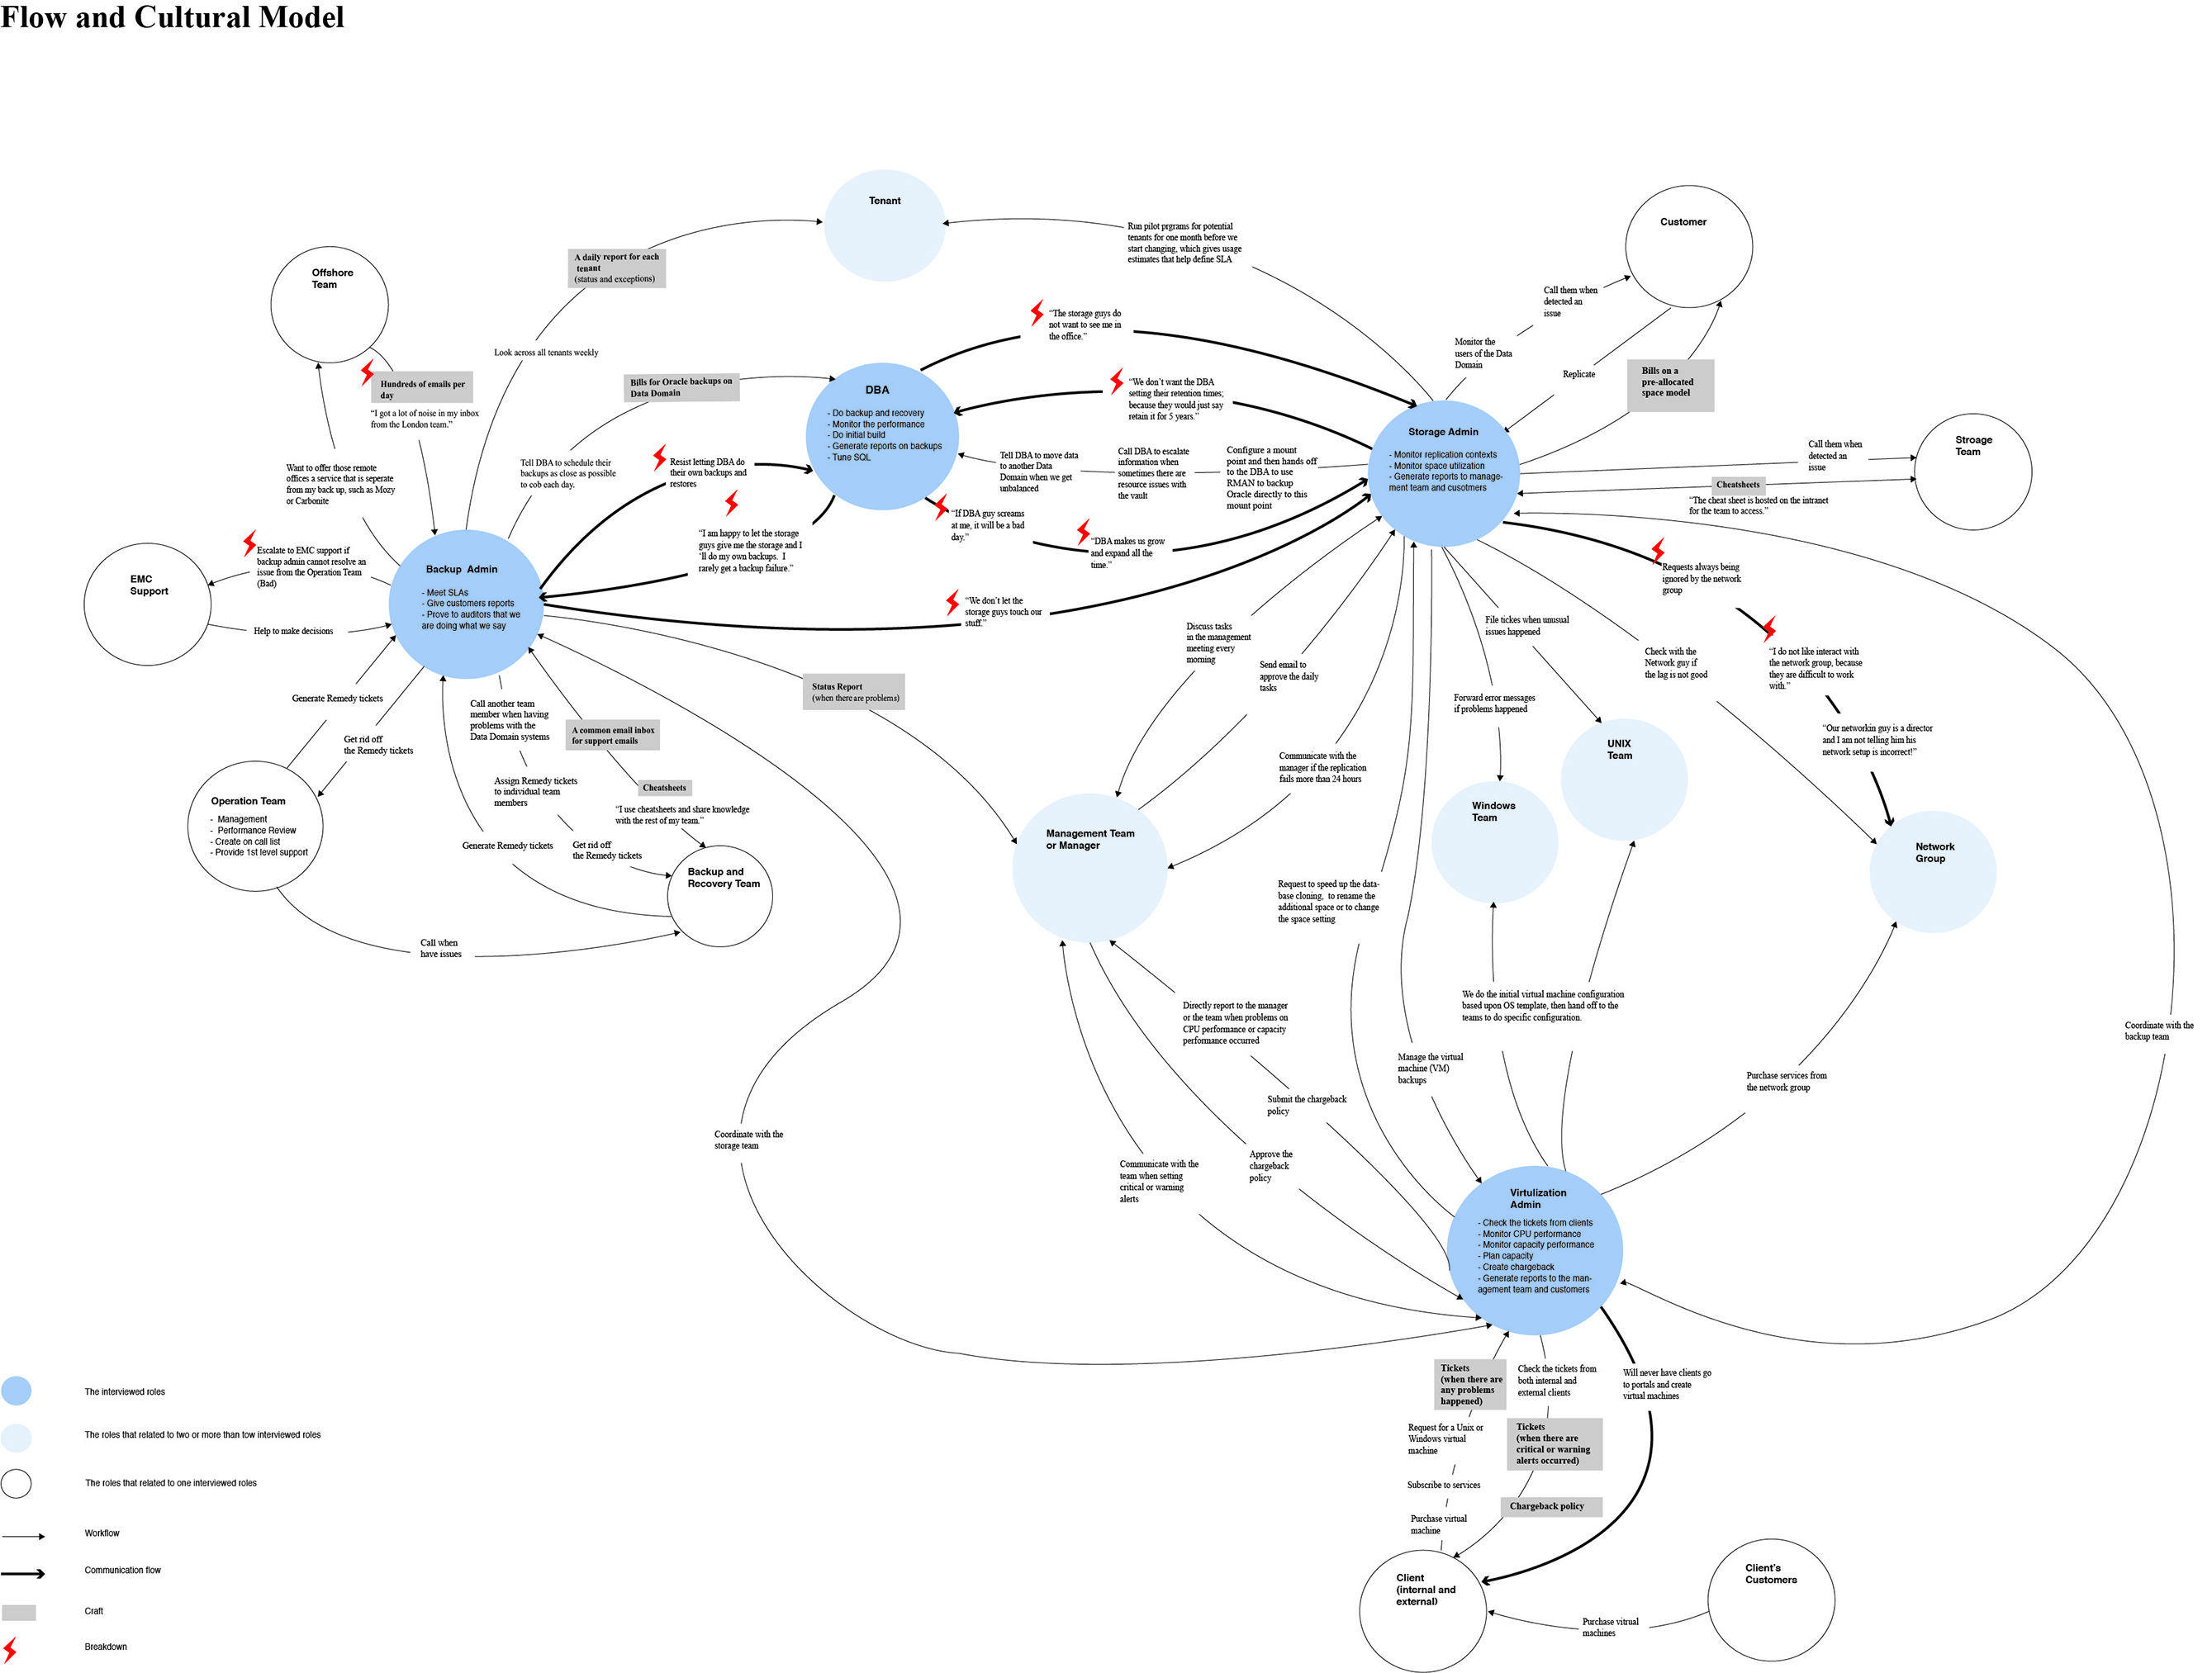 Flow and Cultural Model
Tenant
Customer
Offshore
Team
A daily report for each
tenant
(status and exceptions)
Run pilot prgrams for potential
tenants for one month before we
start changing, which gives usage
estimates that help define SLA
Call them when
detected an
issue
Monitor the
users of the Data
Domain
Replicate
Bills on a
pre-allocated
space model
Look across all tenants weekly
"The storage guys do
not want to see me in
the office."
Hundreds of emails per
day
"I got a lot of noise in my inbox
from the London team."
Bills for Oracle backups on
Data Domain
DBA
- Do backup and recovery
- Monitor the performance
- Do initial build
- Generate reports on backups
- Tune SQL
"We don't want the DBA
setting their retention times;
because they would just say
retain it for 5 years."
Storage Admin
- Monitor replication contexts
- Monitor space utilization
- Generate reports to manage-
ment team and cusotmers
Stroage
Team
Call them when
detected an
issue
Cheatsheets
"The cheat sheet is hosted on the intranet
for the team to access."
Want to offer those remote
offices a service that is seperate
from my back up, such as Mozy
or Carbonite
Tell DBA to schedule their
backups as close as possible
to cob each day.
Resist letting DBA do
their own backups and
restores
Tell DBA to move data
to another Data
Domain when we get
unbalanced
Call DBA to escalate
information when
sometimes there are
resource issues with
the vault
Configure a mount
point and then hands off
to the DBA to use
RMAN to backup
Oracle directly to this
mount point
"I am happy to let the storage
guys give me the storage and I
'll do my own backups.  I
rarely get a backup failure."
"If DBA guy screams
at me, it will be a bad
day."
"DBA makes us grow
and expand all the
time."
"We don't let the
storage guys touch our
stuff."
EMC
Support
Escalate to EMC support if
backup admin cannot resolve an
issue from the Operation Team
(Bad)
Help to make decisions
Backup  Admin
- Meet SLAs
- Give customers reports
- Prove to auditors that we
are doing what we say
Requests always being
ignored by the network
group
"I do not like interact with
the network group, because
they are difficult to work
with."
"Our networkin guy is a director
and I am not telling him his
network setup is incorrect!"
Discuss tasks
in the management
meeting every
morning
Send email to
approve the daily
tasks
File tickes when unusual
issues happened
Check with the
Network guy if
the lag is not good
Forward error messages
if problems happened
Communicate with the
manager if the replication
fails more than 24 hours
Generate Remedy tickets
Get rid off
the Remedy tickets
Call another team
member when having
problems with the
Data Domain systems
Assign Remedy tickets
to individual team
members
A common email inbox
for support emails
Cheatsheets
"I use cheatsheets and share knowledge
with the rest of my team."
Status Report
(when there are problems)
Generate Remedy tickets
Get rid off
the Remedy tickets
Operation Team
-  Management
-  Performance Review
- Create on call list
- Provide 1st level support
Call when
have issues
Backup and
Recovery Team
Management Team
or Manager
UNIX
Team
Windows
Team
Network
Group
Request to speed up the data-
base cloning,  to rename the
additional space or to change
the space setting
Directly report to the manager
or the team when problems on
CPU performance or capacity
performance occurred
We do the initial virtual machine configuration
based upon OS template, then hand off to the
teams to do specific configuration.
Coordinate with the
backup team
Manage the virtual
machine (VM)
backups
Purchase services from
the network group
Submit the chargeback
policy
Coordinate with the
storage team
Communicate with the
team when setting
critical or warning
alerts
Approve the
chargeback
policy
Virtulization
Admin
- Check the tickets from clients
- Monitor CPU performance
- Monitor capacity performance
- Plan capacity
- Create chargeback
- Generate reports to the man-
agement team and customers
Tickets
(when there are
any problems
happened)
Check the tickets from
both internal and
external clients
Will never have clients go
to portals and create
virtual machines
Request for a Unix or
Windows virtual
machine
Tickets
(when there are
critical or warning
alerts occurred)
Subscribe to services
Chargeback policy
Purchase virtual
machine
Client
(internal and
external)
Client's
Customers
Purchase vitrual
machines
The interviewed roles
The roles that related to two or more than tow interviewed roles
The roles that related to one interviewed roles
Workflow
Communication flow
Craft
Breakdown